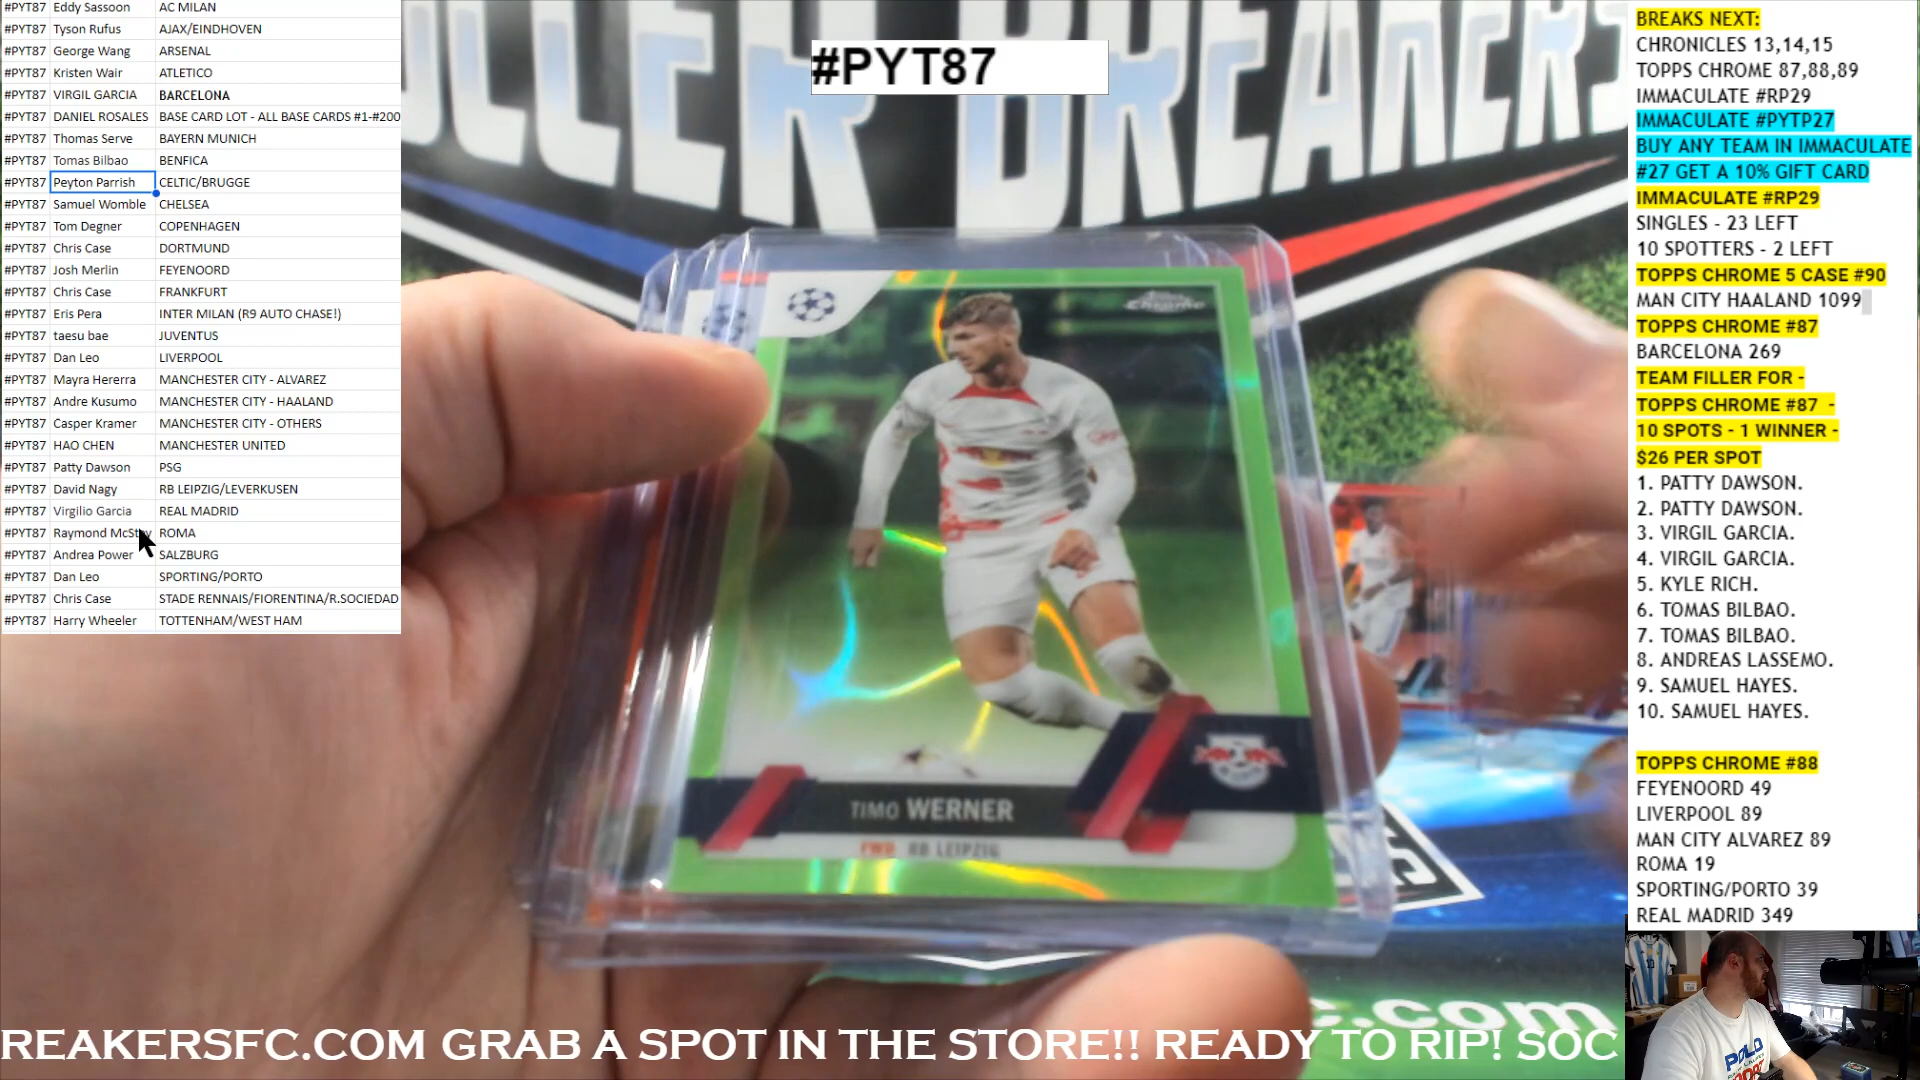 #PYT87 Eddy Sassoon AC MILAN
#PYT87 Tyson Rufus AJAX/EINDHOVEN
#PYT87 George Wang ARSENAL
#PYT87 Kristen Wair ATLETICO
#PYT87 VIRGIL GARCIA BARCELONA
#PYT87 DANIEL ROSALES BASE CARD LOT - ALL BASE CARDS #1-#200
#PYT87 Thomas Serve BAYERN MUNICH
#PYT87 Tomas Bilbao BENFICA
#PYT87 Peyton Parrish CELTIC/BRUGGE
#PYT87 Samuel Womble CHELSEA
#PYT87 Tom Degner COPENHAGEN
#PYT87 Chris Case DORTMUND
#PYT87 Josh Merlin FEYENOORD
#PYT87 Chris Case FRANKFURT
#PYT87 Eris Pera INTER MILAN (R9 AUTO CHASE!)
#PYT87 taesu bae JUVENTUS
#PYT87 Dan Leo LIVERPOOL
#PYT87 Mayra Hererra MANCHESTER CITY - ALVAREZ
#PYT87 Andre Kusumo MANCHESTER CITY - HAALAND
#PYT87 Casper Kramer MANCHESTER CITY - OTHERS
#PYT87 HAO CHEN MANCHESTER UNITED
#PYT87 Patty Dawson PSG
#PYT87 David Nagy RB LEIPZIG/LEVERKUSEN
#PYT87 Virgilio Garcia REAL MADRID
#PYT87 Raymond ROMA
#PYT87 Andrea Power SALZBURG
#PYT87 Dan Leo SPORTING/PORTO
#PYT87 Chris Case STADE RENNAIS/FIORENTINA/R.SOCIEDAD
#PYT87 Harry Wheeler TOTTENHAM/WEST HAM
#PYT87
OCCER BREAKERS
Topps Chrome
TIMO WERNER
FWD RB LEIPZIG
C.com
BREAKS NEXT:
CHRONICLES 13,14,15
TOPPS CHROME 87,88,89
IMMACULATE #RP29
IMMACULATE #PYTP27
BUY ANY TEAM IN IMMACULATE
#27 GET A 10% GIFT CARD
IMMACULATE #RP29
SINGLES - 23 LEFT
10 SPOTTERS - 2 LEFT
TOPPS CHROME 5 CASE #90
MAN CITY HAALAND 1099
TOPPS CHROME #87
BARCELONA 269
TEAM FILLER FOR -
TOPPS CHROME #87 -
10 SPOTS - 1 WINNER -
$26 PER SPOT
1. PATTY DAWSON.
2. PATTY DAWSON.
3. VIRGIL GARCIA.
4. VIRGIL GARCIA.
5. KYLE RICH.
6. TOMAS BILBAO.
7. TOMAS BILBAO.
8. ANDREAS LASSEMO.
9. SAMUEL HAYES.
10. SAMUEL HAYES.
TOPPS CHROME #88
FEYENOORD 49
LIVERPOOL 89
MAN CITY ALVAREZ 89
ROMA 19
SPORTING/PORTO 39
REAL MADRID 349
POLO
REAKERSFC.COM GRAB A SPOT IN THE STORE!! READY TO RIP! SOC